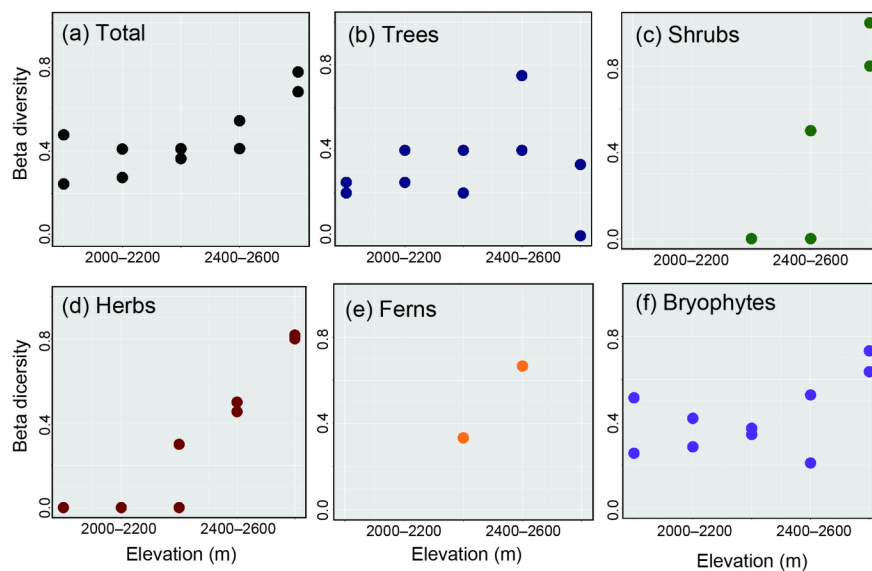 (a) Total
(b) Trees
(c) Shrubs
Beta diversity
0.8
0.4
0.0
0.8
0.4
0.0
0.8
0.4
0.0
2000–2200 2400–2600
2000–2200 2400–2600
2000–2200 2400–2600
(d) Herbs
(e) Ferns
(f) Bryophytes
Beta dicersity
0.8
0.4
0.0
0.8
0.4
0.0
0.8
0.4
0.0
2000–2200 2400–2600
2000–2200 2400–2600
2000–2200 2400–2600
Elevation (m)
Elevation (m)
Elevation (m)